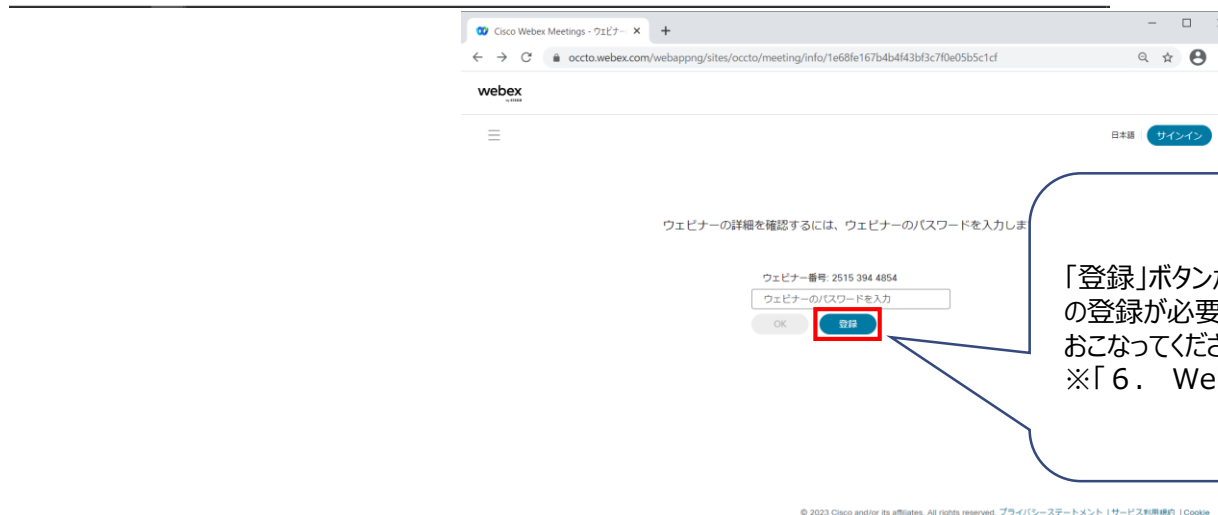 Cisco Webex Meetings - ウェビナー
occto.webex.com/webappng/sites/occto/meeting/info/1e68fe167b4b4f43bf3c7f0e05b5c1cf
webex
by CISCO
日本語 サインイン
ウェビナーの詳細を確認するには、ウェビナーのパスワードを入力しま
ウェビナー番号: 2515 394 4854
ウェビナーのパスワードを入力
OK 登録
「登録」ボタンが
の登録が必要
おこなってくださ
※「６． We
© 2023 Cisco and/or its affiliates. All rights reserved. プライバシーステートメント | サービス利用規約 | Cookie